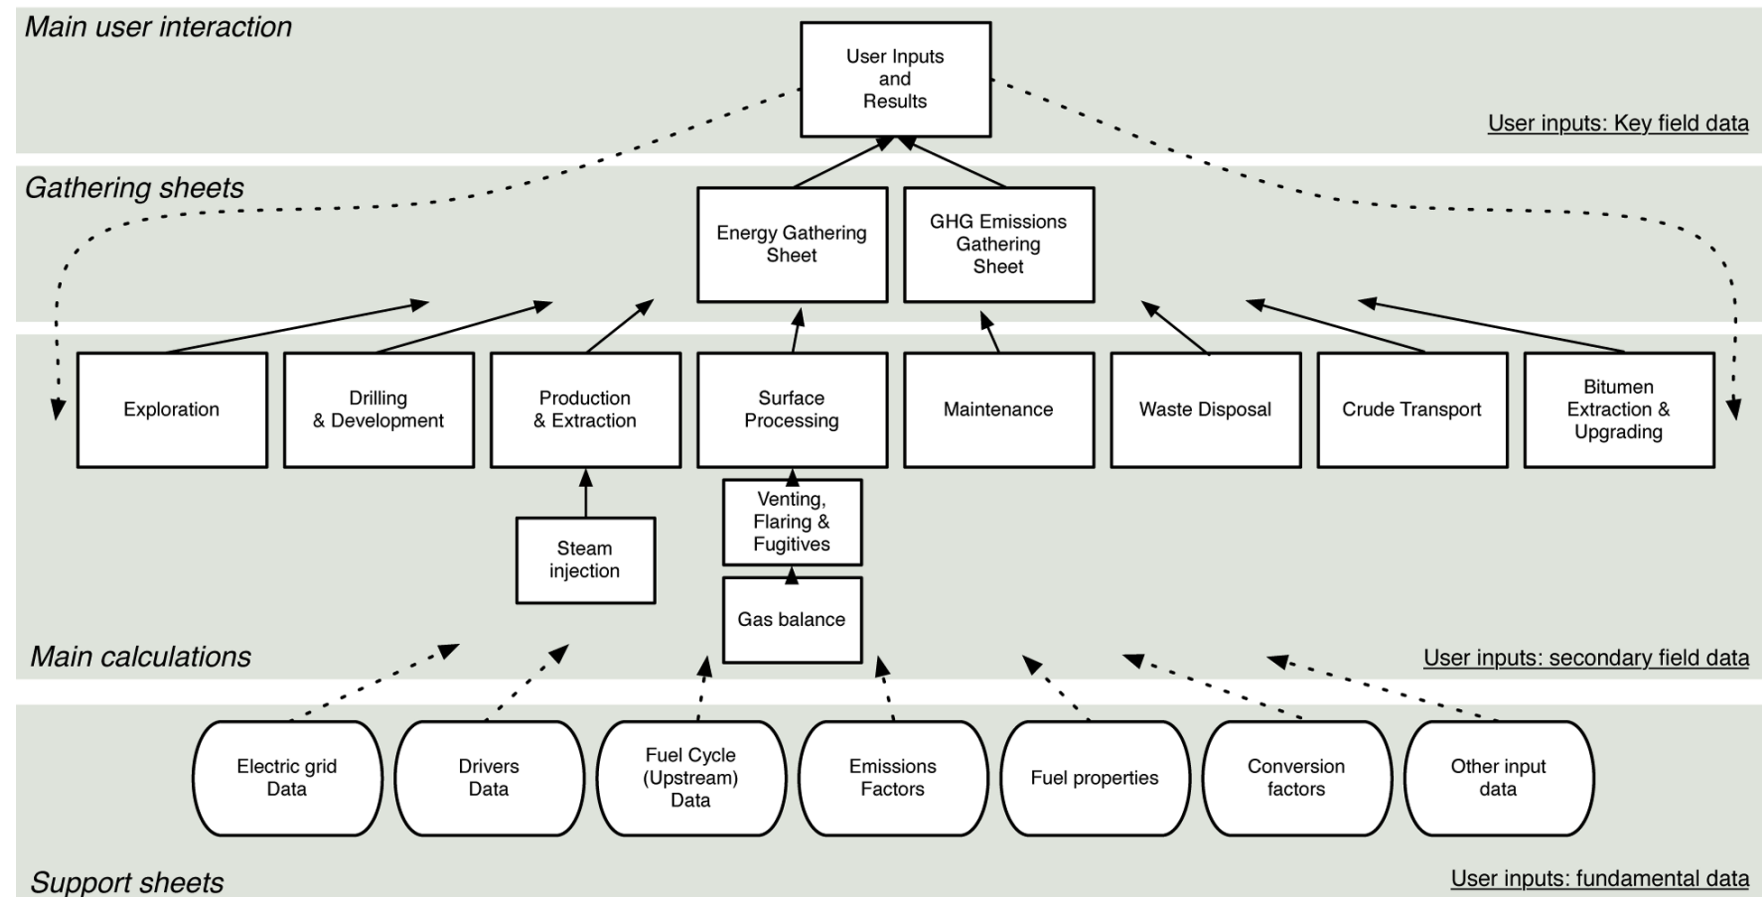 Main user interaction
User Inputs
and
Results
User inputs: Key field data
Gathering sheets
Energy Gathering
Sheet
GHG Emissions
Gathering
Sheet
Exploration
Drilling
& Development
Production
& Extraction
Surface
Processing
Maintenance
Waste Disposal
Crude Transport
Bitumen
Extraction &
Upgrading
Steam
injection
Venting,
Flaring &
Fugitives
Gas balance
Main calculations
User inputs: secondary field data
Electric grid
Data
Drivers
Data
Fuel Cycle
(Upstream)
Data
Emissions
Factors
Fuel properties
Conversion
factors
Other input
data
Support sheets
User inputs: fundamental data